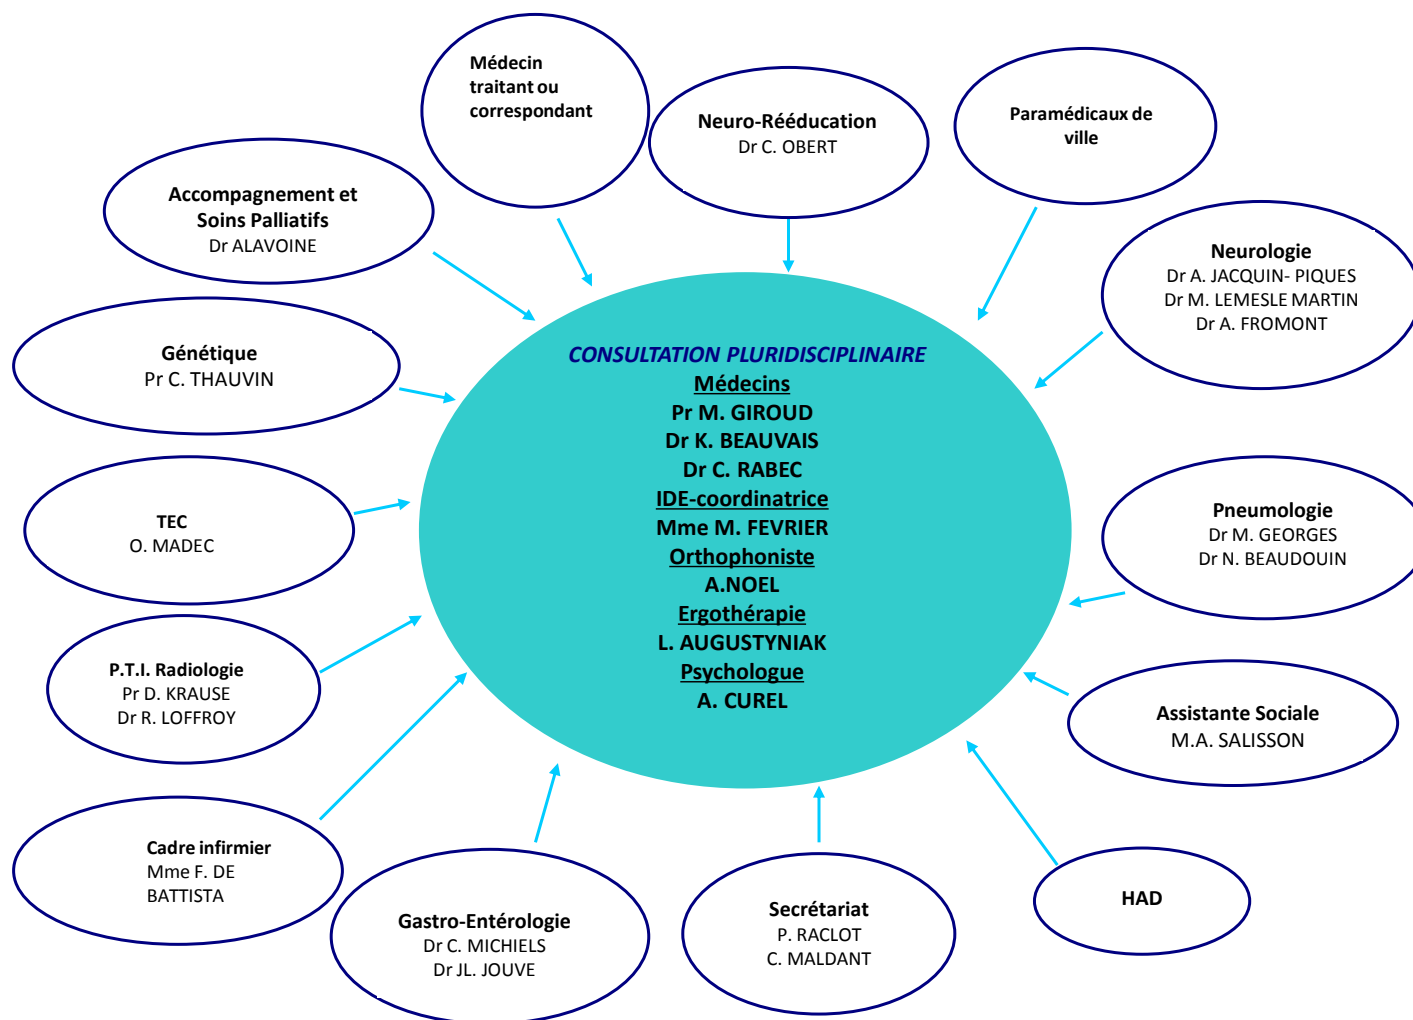 Médecin
traitant ou
correspondant
Neuro-Rééducation
Dr C. OBERT
Paramédicaux de
ville
Accompagnement et
Soins Palliatifs
Dr ALAVOINE
Neurologie
Dr A. JACQUIN- PIQUES
Dr M. LEMESLE MARTIN
Dr A. FROMONT
Génétique
Pr C. THAUVIN
CONSULTATION PLURIDISCIPLINAIRE
Médecins
Pr M. GIROUD
Dr K. BEAUVAIS
Dr C. RABEC
IDE-coordinatrice
Mme M. FEVRIER
Orthophoniste
A.NOEL
Ergothérapie
L. AUGUSTYNIAK
Psychologue
A. CUREL
TEC
O. MADEC
Pneumologie
Dr M. GEORGES
Dr N. BEAUDOUIN
P.T.I. Radiologie
Pr D. KRAUSE
Dr R. LOFFROY
Assistante Sociale
M.A. SALISSON
Cadre infirmier
Mme F. DE
BATTISTA
Gastro-Entérologie
Dr C. MICHIELS
Dr JL. JOUVE
Secrétariat
P. RACLOT
C. MALDANT
HAD